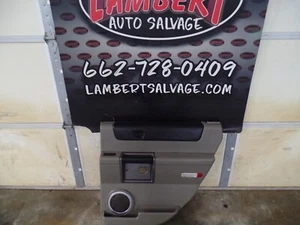 LAMBERT
AUTO SALVAGE
662-728-0409
LAMBERTSALVAGE.COM